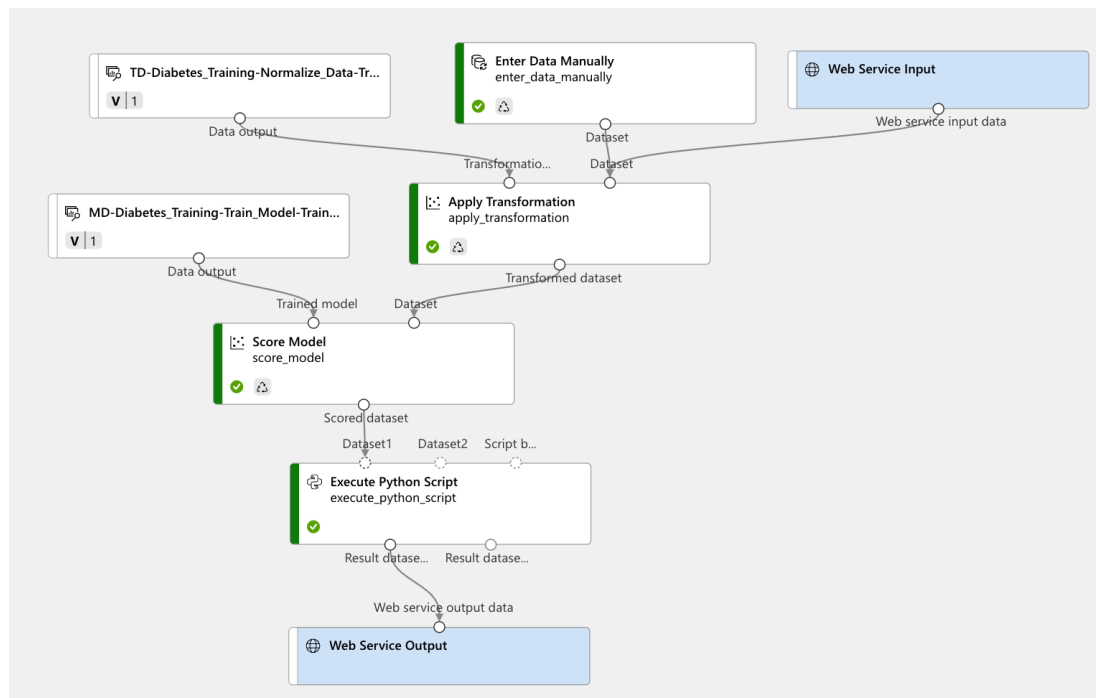 TD-Diabetes_Training-Normalize_Data-Tr...
V 1
Data output
Enter Data Manually
enter_data_manually
Dataset
Web Service Input
Web service input data
Transformatio...
Dataset
Apply Transformation
apply_transformation
Transformed dataset
MD-Diabetes_Training-Train_Model-Train...
V 1
Data output
Trained model
Dataset
Score Model
score_model
Scored dataset
Dataset1
Dataset2
Script b...
Execute Python Script
execute_python_script
Result datase...
Result datase...
Web service output data
Web Service Output